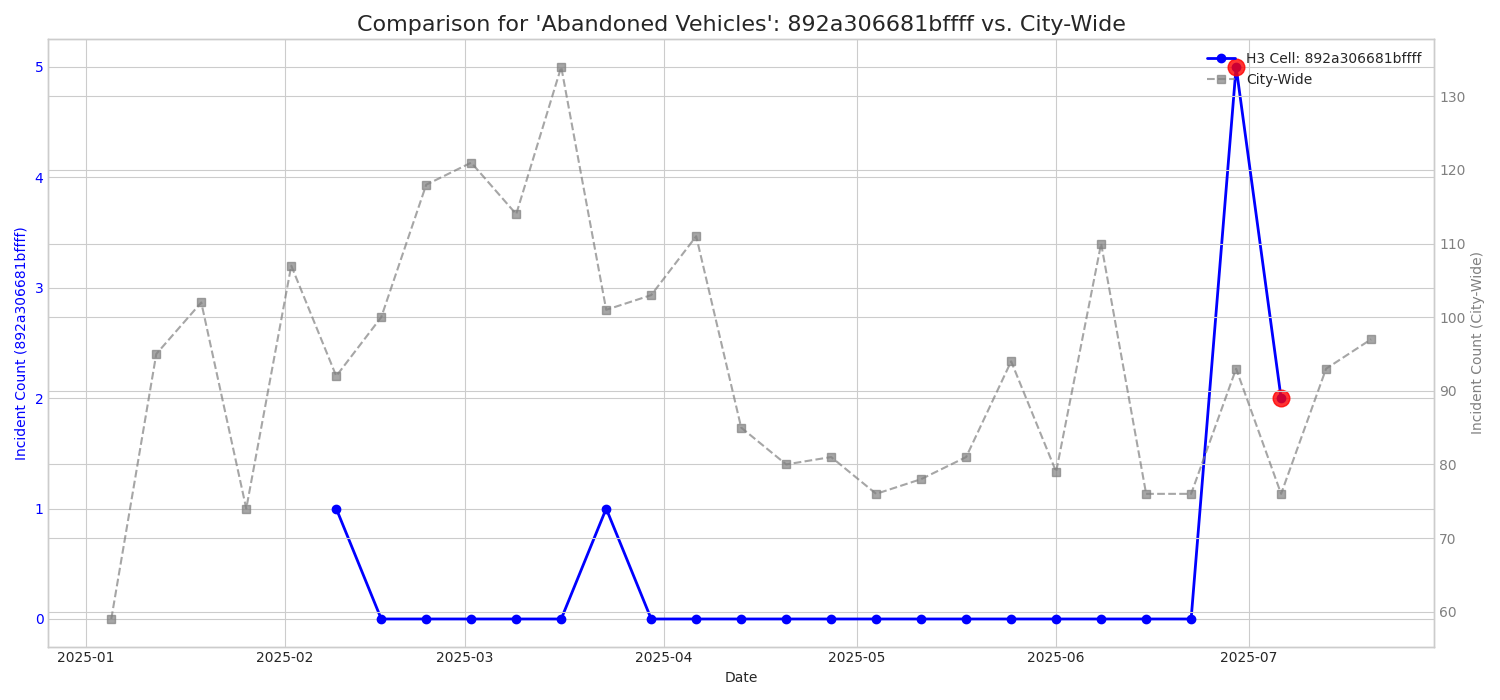 Comparison for 'Abandoned Vehicles': 892a306681bffff vs. City-Wide
H3 Cell: 892a306681bffff
City-Wide
Incident Count (892a306681bffff)
5
4
3
2
1
0
130
120
110
100
90
80
70
60
Incident Count (City-Wide)
2025-01 2025-02 2025-03 2025-04 2025-05 2025-06 2025-07
Date